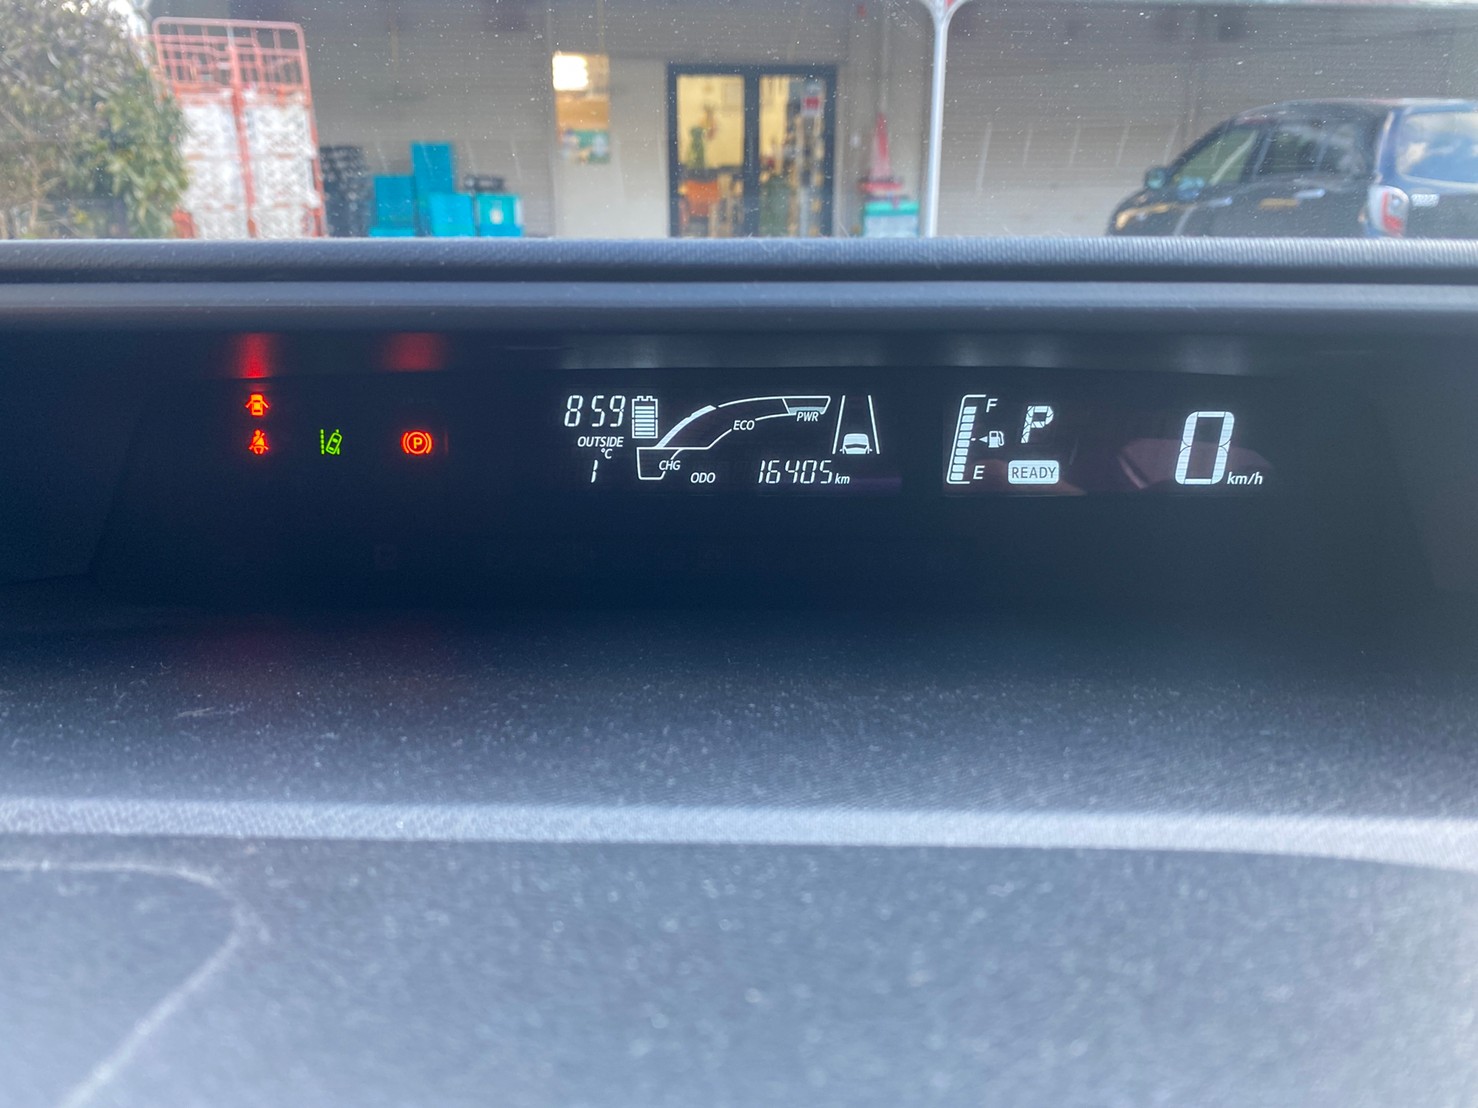 8 59
OUTSIDE
°C
1
PWR
ECO
CHG
ODO 16405 km
F
E
P
READY
0 km/h
(P)